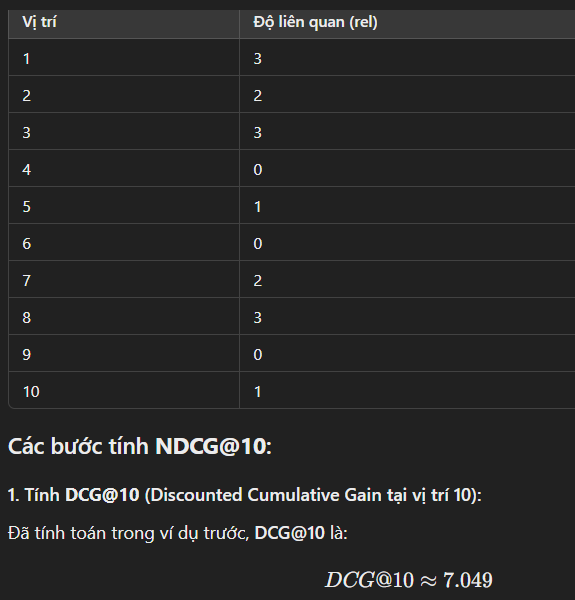 Vị trí Độ liên quan (rel)
1 3
2 2
3 3
4 0
5 1
6 0
7 2
8 3
9 0
10 1
Các bước tính NDCG@10:
1. Tính DCG@10 (Discounted Cumulative Gain tại vị trí 10):
Đã tính toán trong ví dụ trước, DCG@10 là:
DCG@10 ≈ 7.049